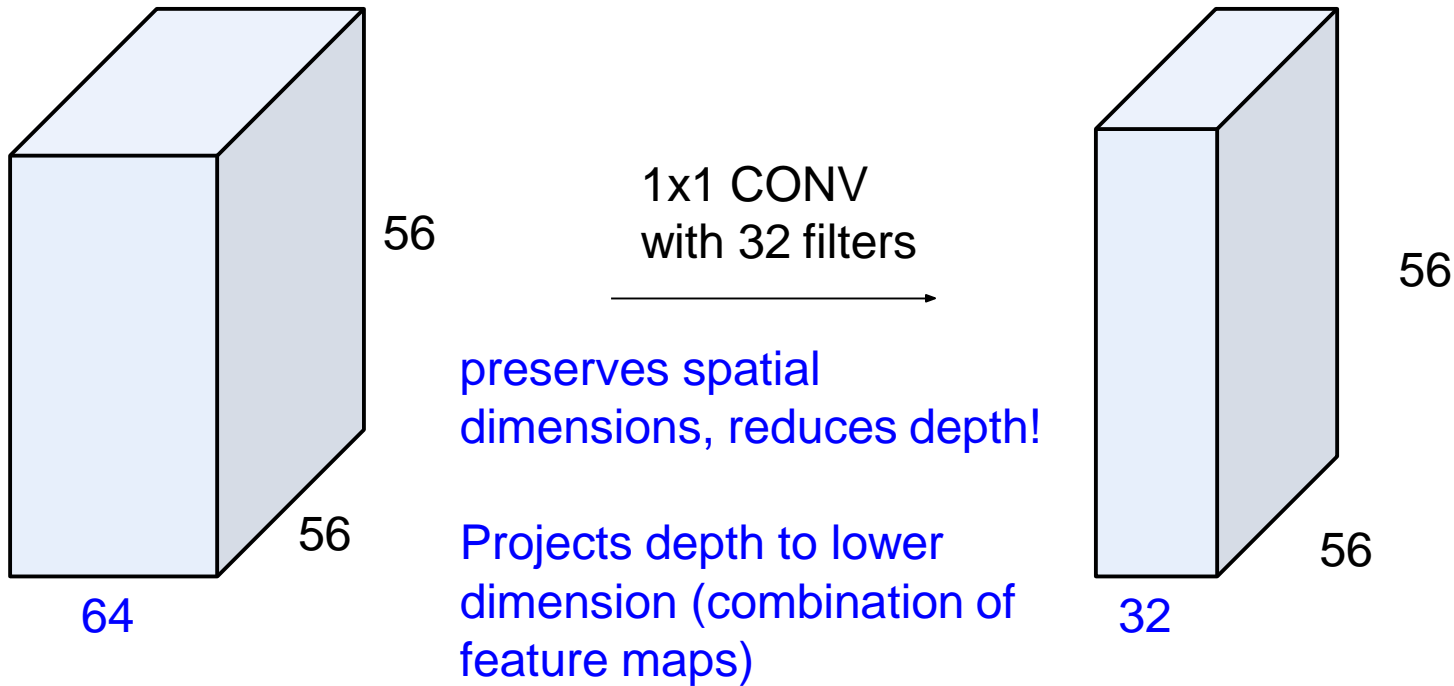 56
56
64
1x1 CONV
with 32 filters
preserves spatial
dimensions, reduces depth!
Projects depth to lower
dimension (combination of
feature maps)
56
56
32